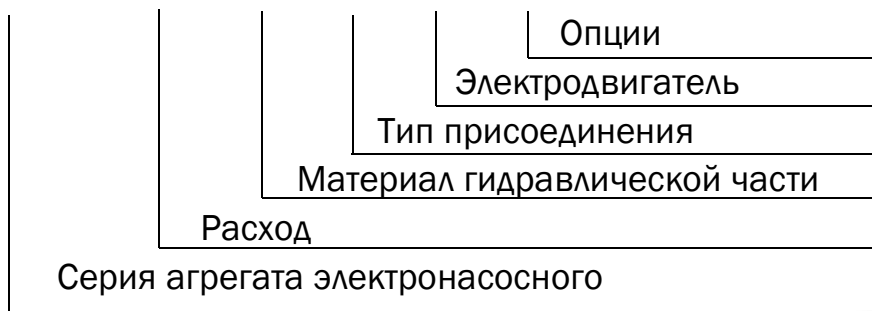 Опции
Электродвигатель
Тип присоединения
Материал гидравлической части
Расход
Серия агрегата электронасосного